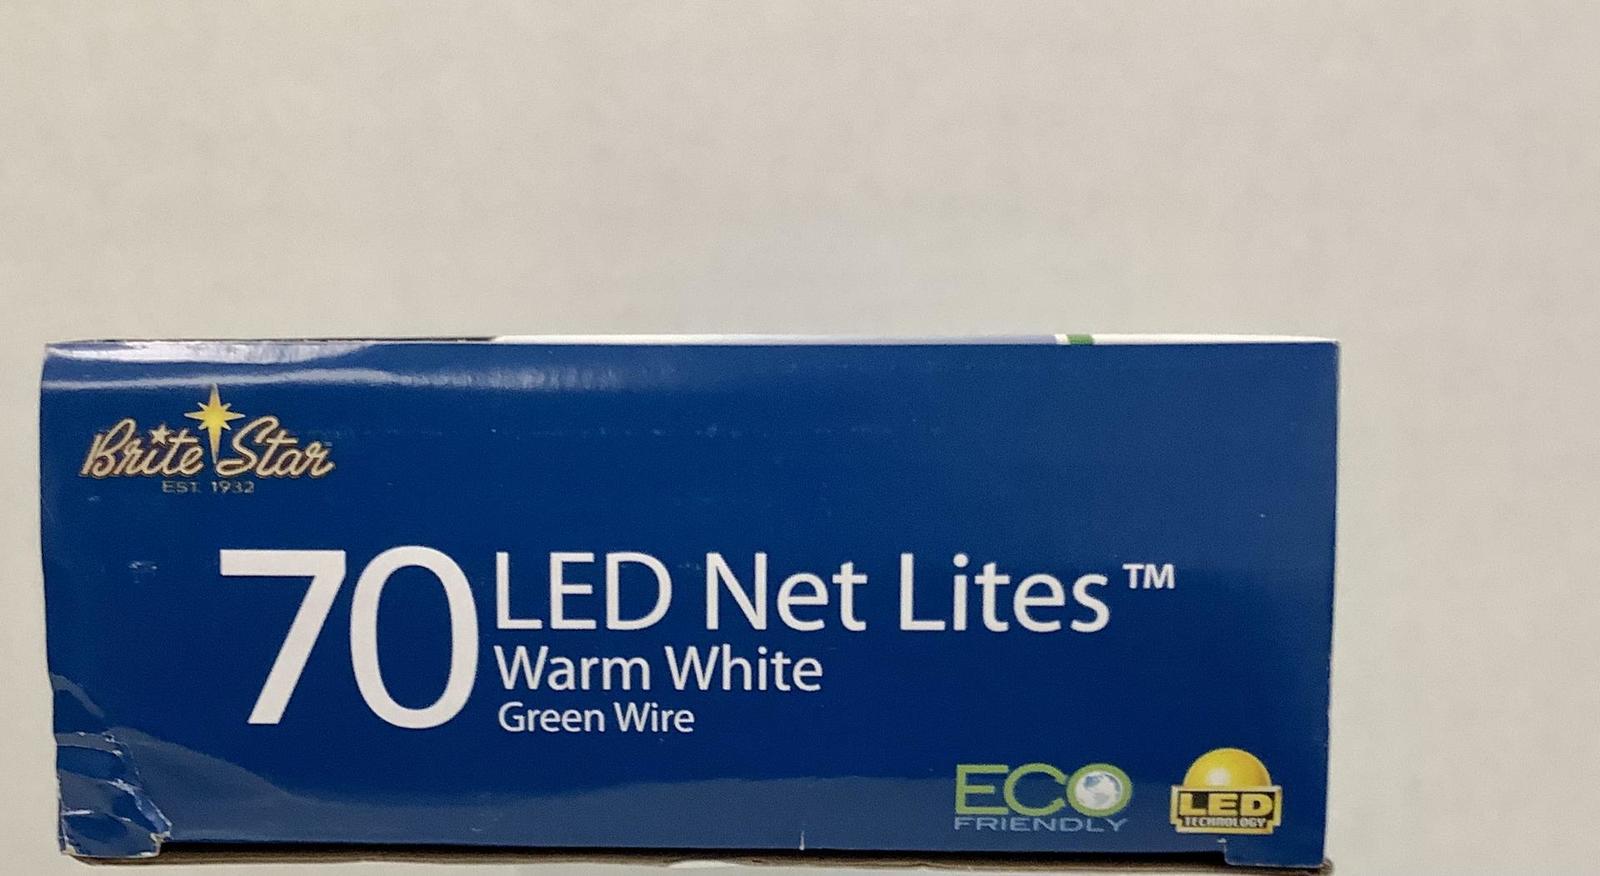 Brite Star
EST. 1932
70 LED Net Lites™
Warm White
Green Wire
ECO
FRIENDLY
LED
TECHNOLOGY